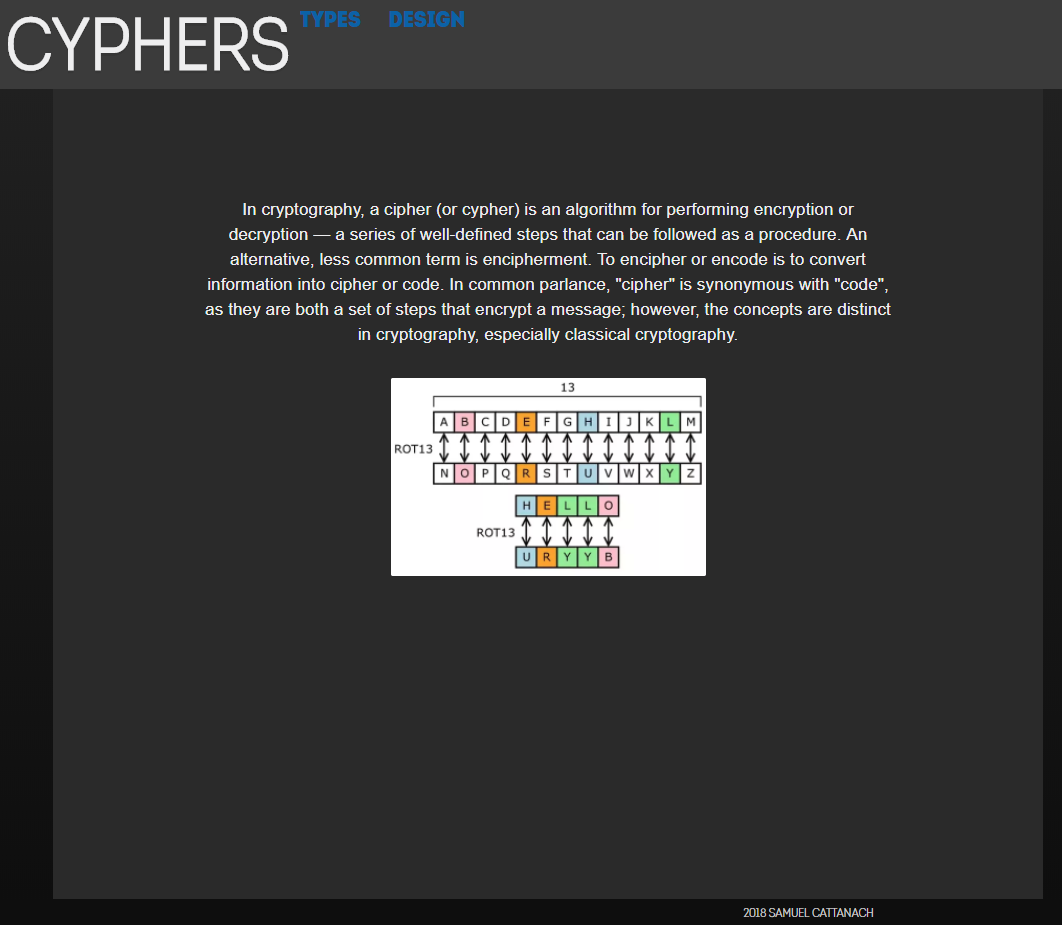 CYPHERS TYPES DESIGN
In cryptography, a cipher (or cypher) is an algorithm for performing encryption or
decryption — a series of well-defined steps that can be followed as a procedure. An
alternative, less common term is encipherment. To encipher or encode is to convert
information into cipher or code. In common parlance, "cipher" is synonymous with "code",
as they are both a set of steps that encrypt a message; however, the concepts are distinct
in cryptography, especially classical cryptography.
13
A B C D E F G H I J K L M
ROT13
N O P Q R S T U V W X Y Z
H E L L O
ROT13
U R Y Y B
2018 SAMUEL CATTANACH